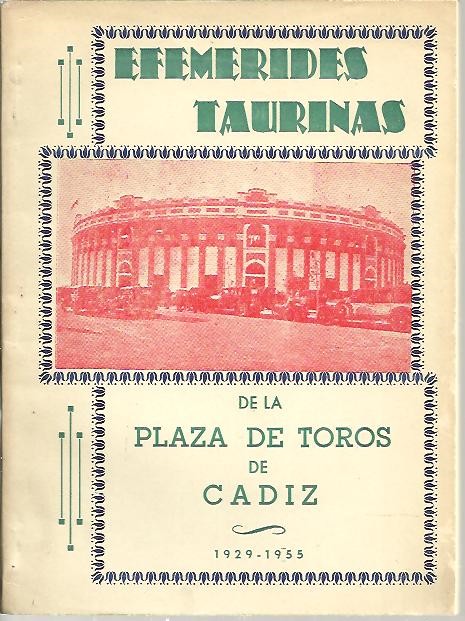 EFEMERIDES
TAURINAS
DE LA
PLAZA DE TOROS
DE
CADIZ
1929-1955